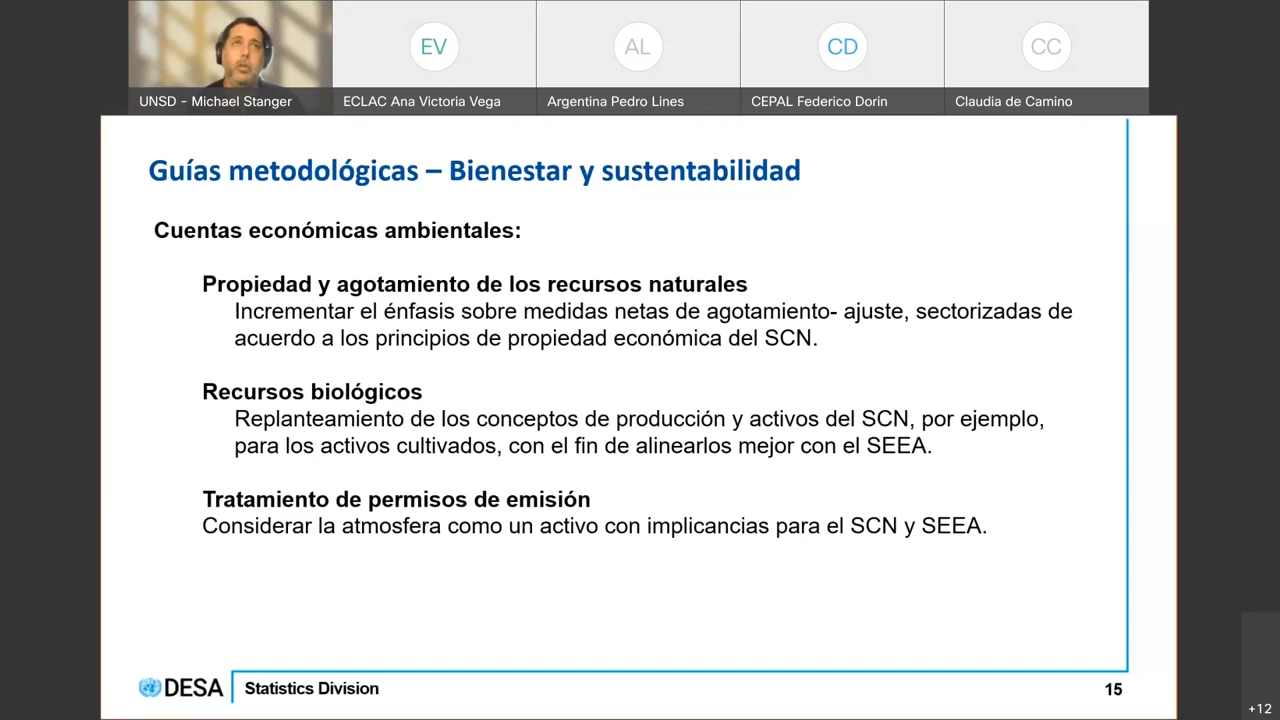 EV
AL
CD
CC
UNSD - Michael Stanger
ECLAC Ana Victoria Vega
Argentina Pedro Lines
CEPAL Federico Dorin
Claudia de Camino
Guías metodológicas – Bienestar y sustentabilidad
Cuentas económicas ambientales:
Propiedad y agotamiento de los recursos naturales
Incrementar el énfasis sobre medidas netas de agotamiento- ajuste, sectorizadas de
acuerdo a los principios de propiedad económica del SCN.
Recursos biológicos
Replanteamiento de los conceptos de producción y activos del SCN, por ejemplo,
para los activos cultivados, con el fin de alinearlos mejor con el SEEA.
Tratamiento de permisos de emisión
Considerar la atmosfera como un activo con implicancias para el SCN y SEEA.
DESA
Statistics Division
15
+12